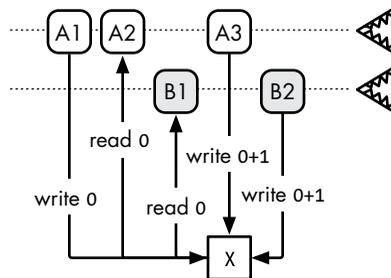 A1 A2 A3
B1 B2
read 0
write 0+1
write 0 write 0+1
read 0
X